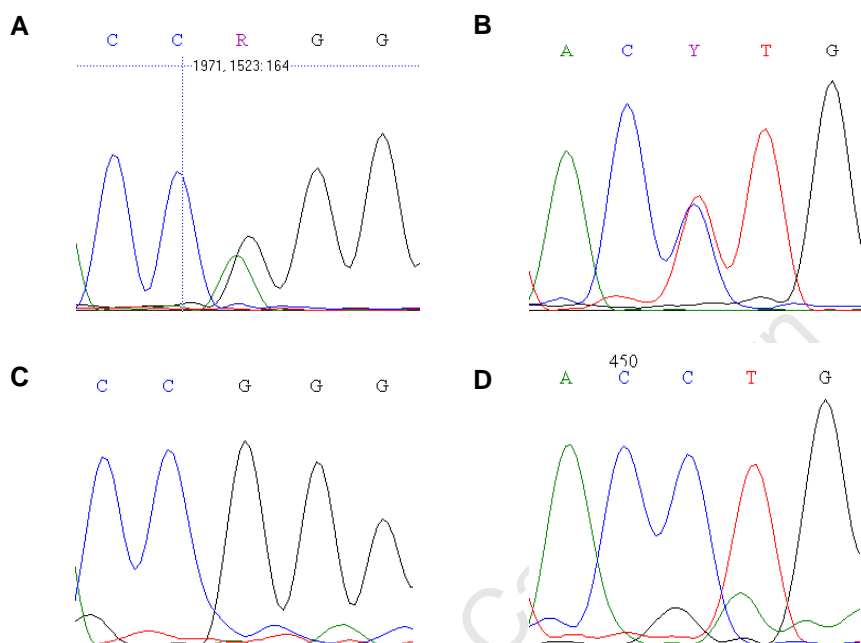 A
C C R G G
1971, 1523: 164
B
A C Y T G
C
C C G G G
D
450
A C C T G